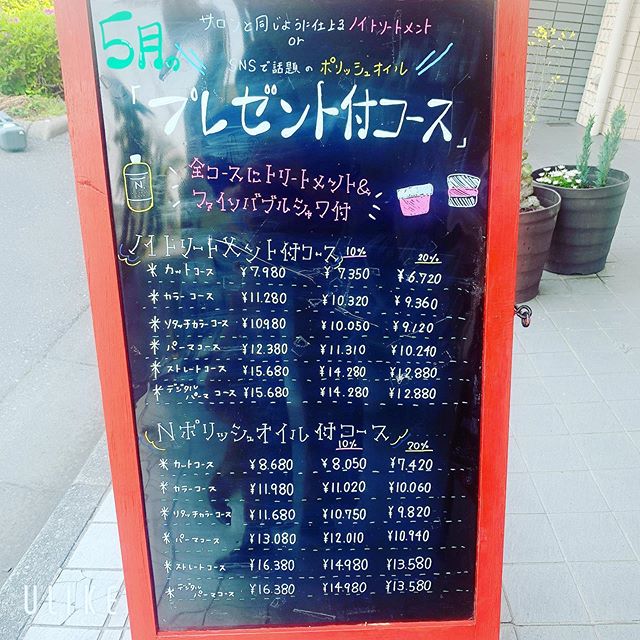 5月の
サロンと同じように仕上る ノイトリートメント
or
SNSで話題の ポリッシュオイル
「プレゼント付コース」
N.
全コースにトリートメント&
ファインバブルシャワ付
ノイトリートメント付コース 10% 20%
* カットコース ¥7.980 ¥7.350 ¥6.720
* カラーコース ¥11.280 ¥10.320 ¥9.360
* リタッチカラーコース ¥10980 ¥10.050 ¥9.120
* パーマコース ¥12.380 ¥11.310 ¥10.240
* ストレートコース ¥15.680 ¥14.280 ¥12.880
* デジタルパーマコース ¥15.680 ¥14.280 ¥12.880
Nポリッシュオイル付コース 10% 20%
* カットコース ¥8.680 ¥8.050 ¥7.420
* カラーコース ¥11.980 ¥11.020 ¥10.060
* リタッチカラーコース ¥11.680 ¥10.750 ¥9.820
* パーマコース ¥13.080 ¥12.010 ¥10.940
* ストレートコース ¥16.380 ¥14.980 ¥13.580
* デジタルパーマコース ¥16.380 ¥14.980 ¥13.580
ULIKE